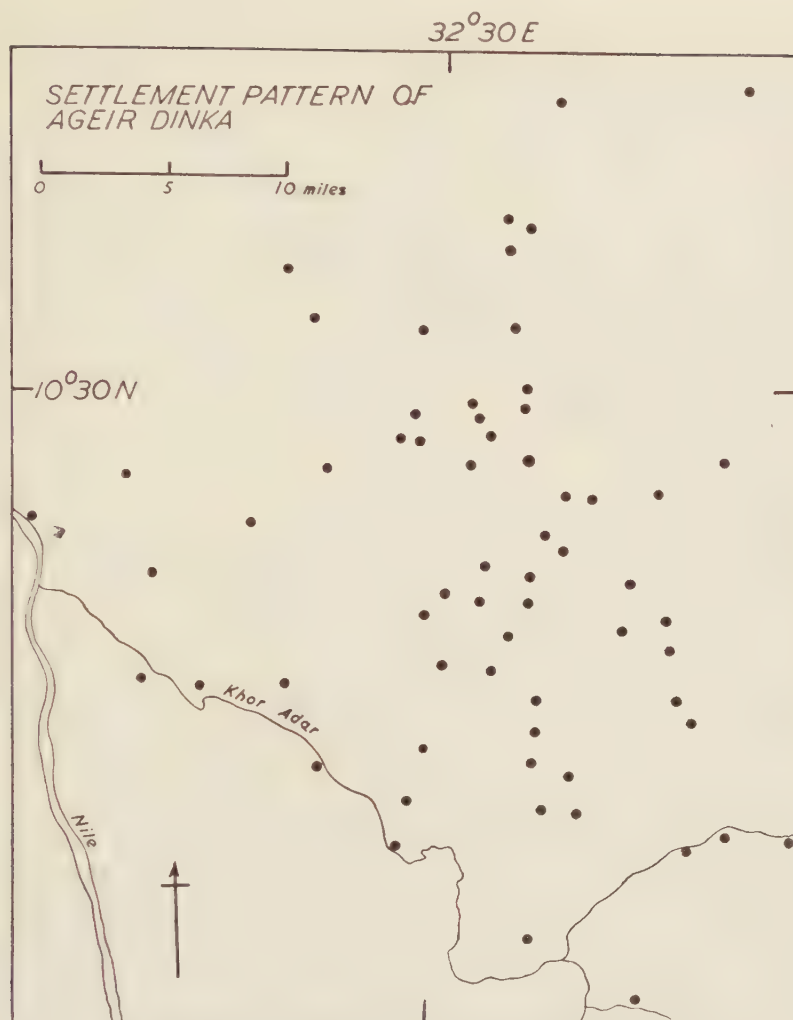 32°30E
SETTLEMENT PATTERN OF
AGEIR DINKA
0 5 10 miles
10°30N
Khor Adar
Nile